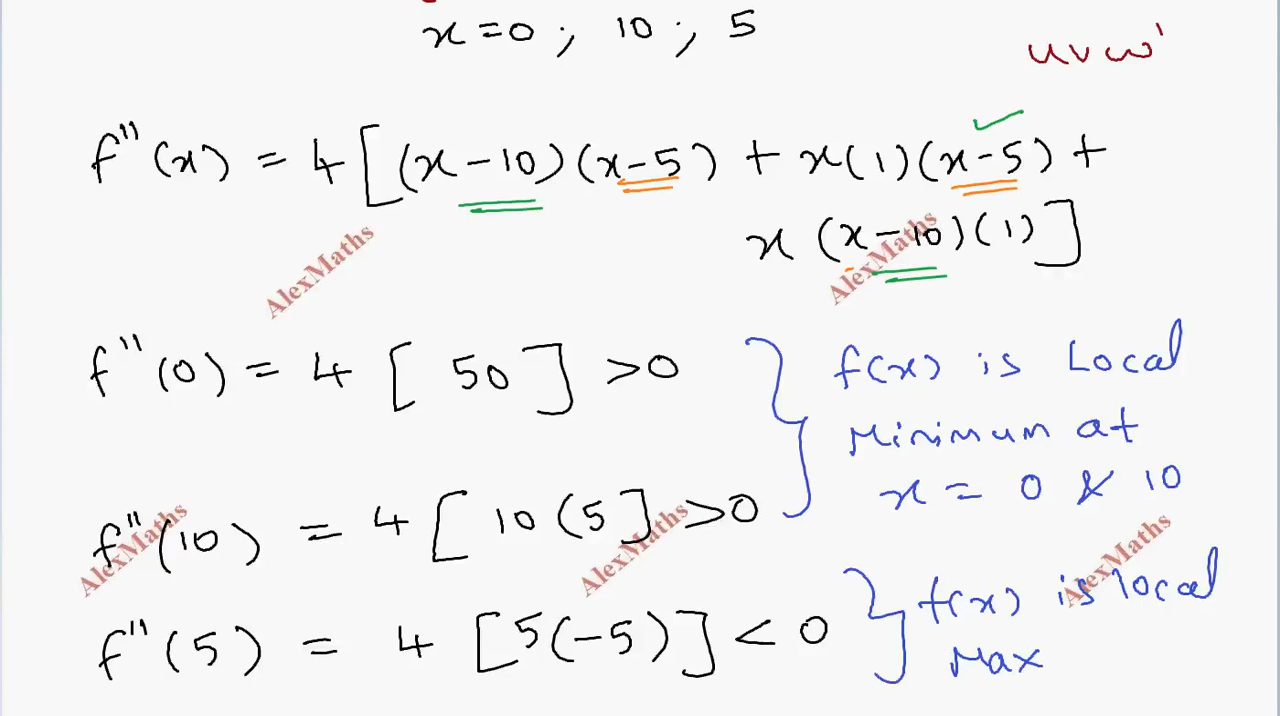 x = 0 ; 10 ; 5
uvw'
f''(x) = 4[(x-10)(x-5) + x(1)(x-5) +
x(x-10)(1)]
AlexMaths
AlexMaths
f''(0) = 4 [ 50 ] >0
f(x) is Local
Minimum at
x = 0 & 10
f''(10) = 4 [ 10(5 ] >0
AlexMaths
AlexMaths
AlexMaths
f''(5) = 4 [5(-5)] < 0
f(x) is local
Max